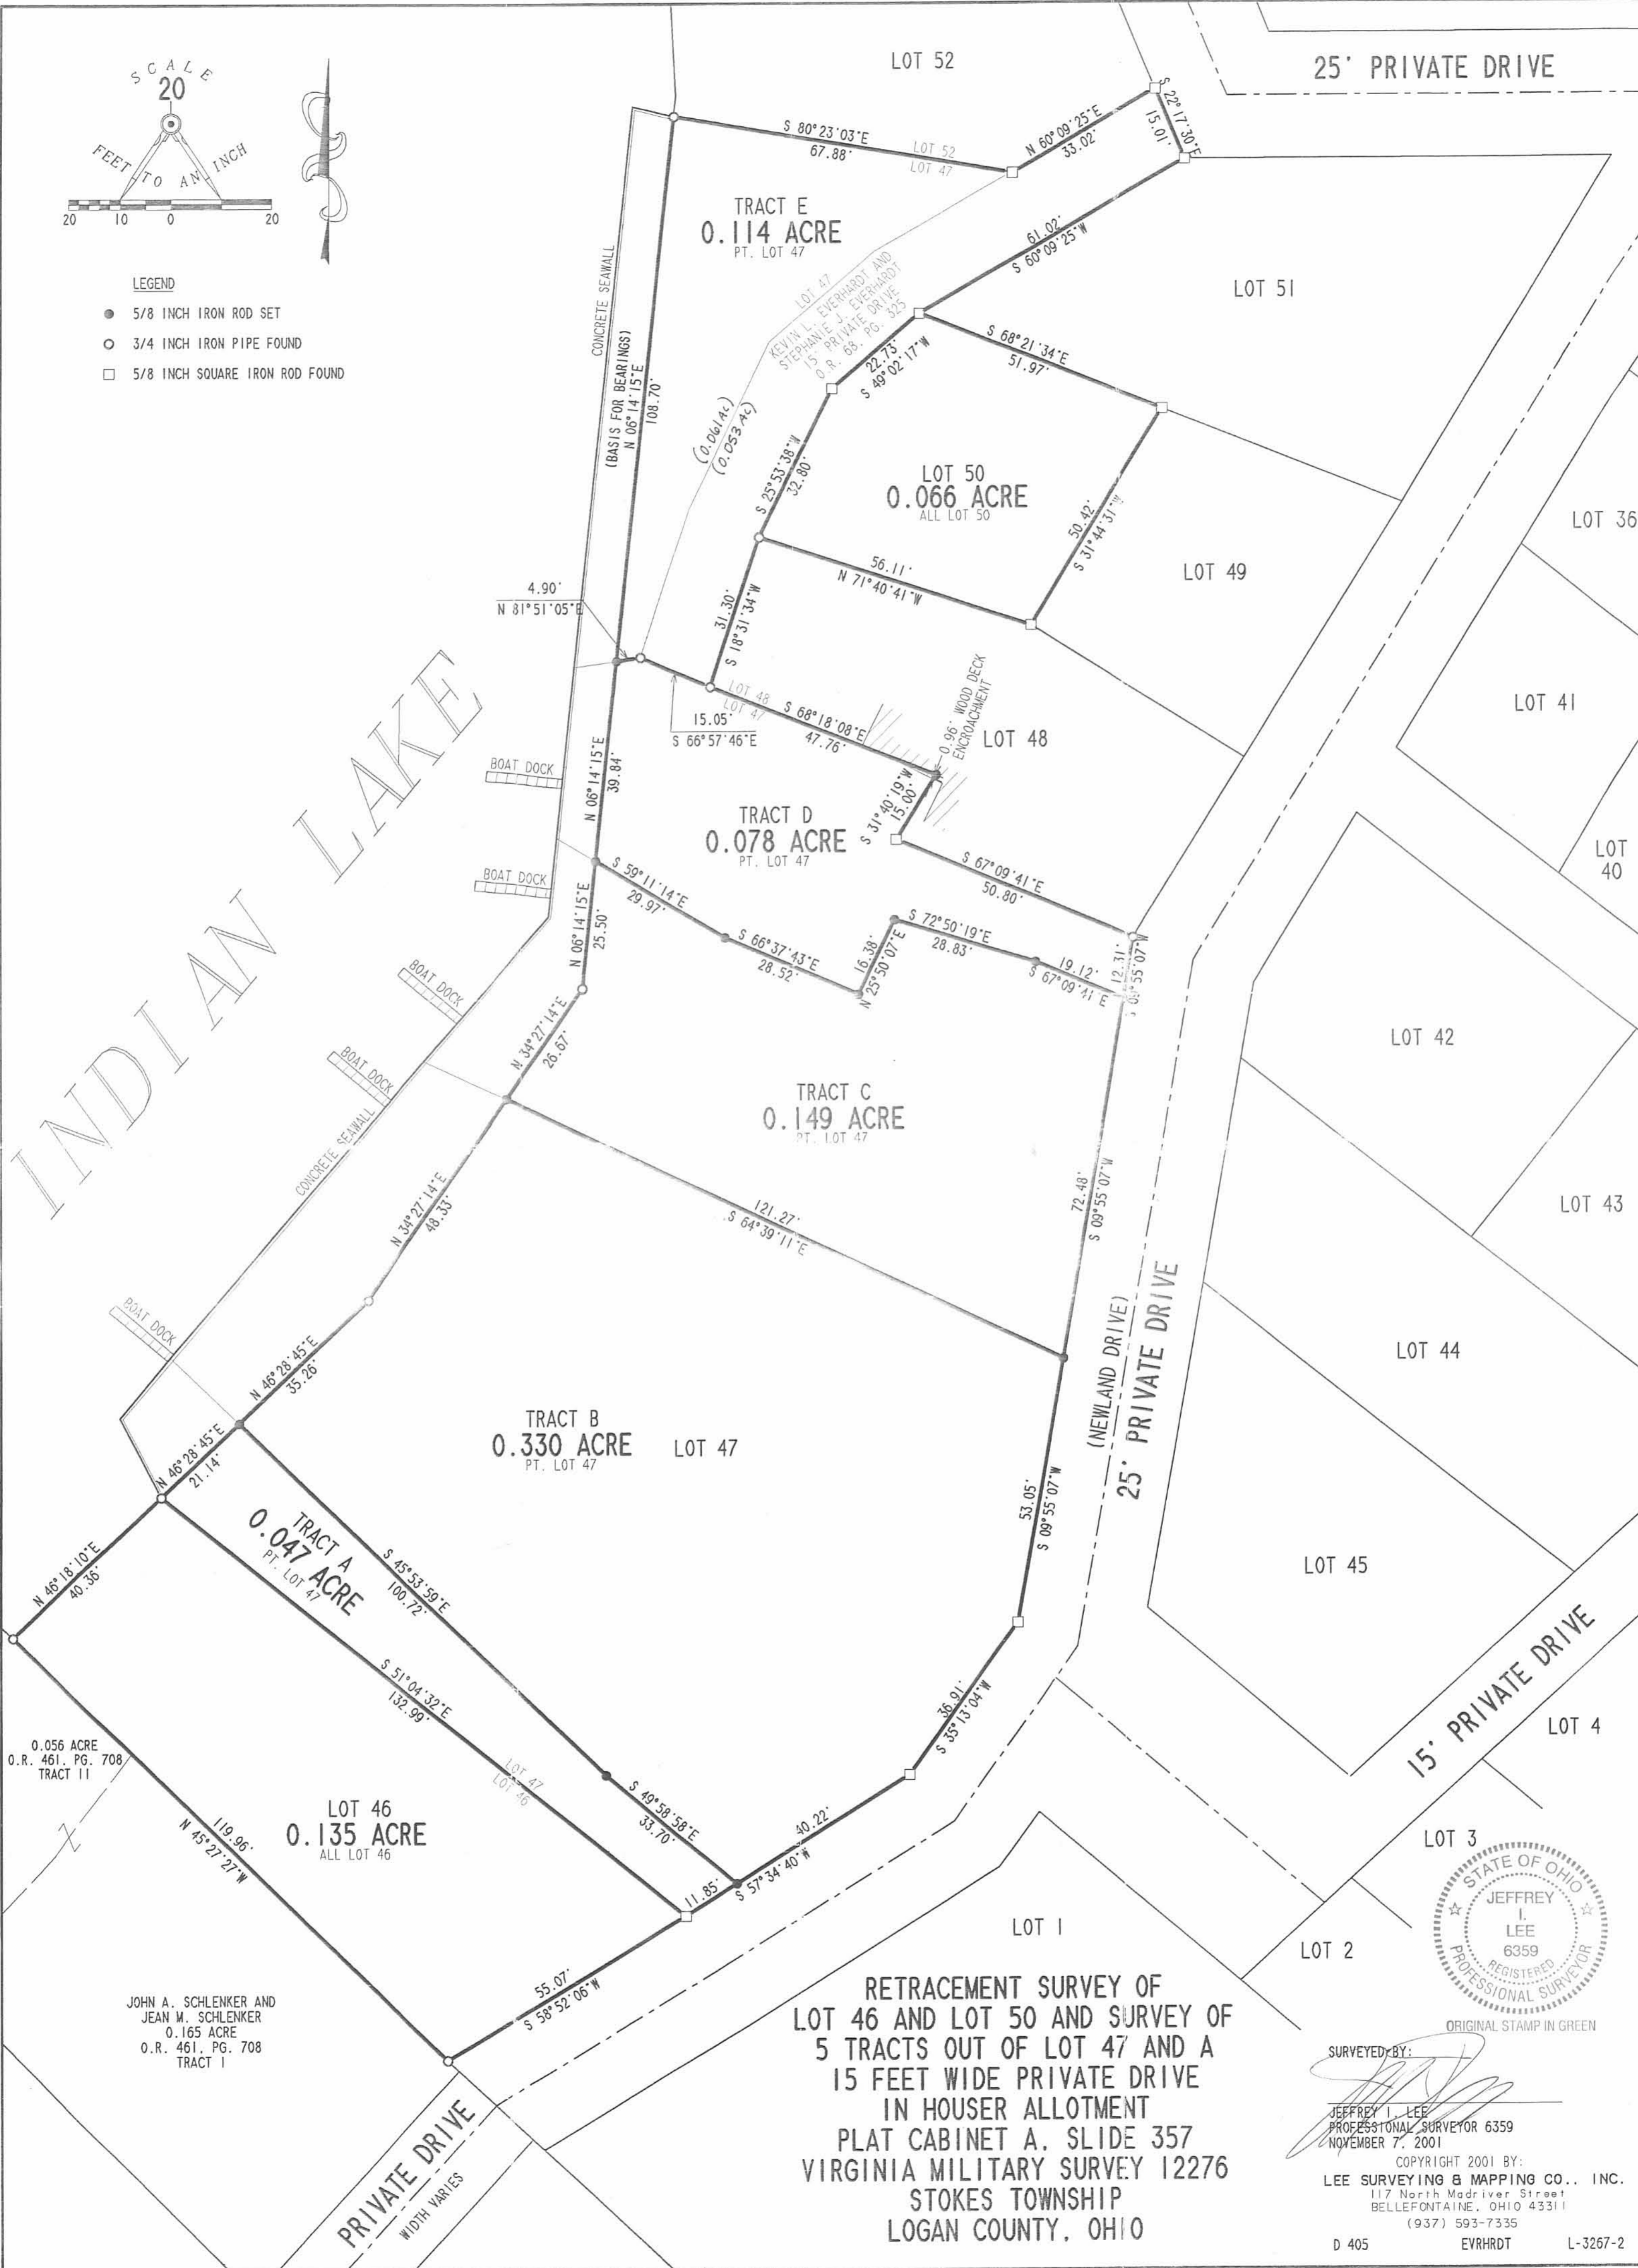 SCALE
20
FEET TO AN INCH
20 10 0 20
LEGEND
5/8 INCH IRON ROD SET
3/4 INCH IRON PIPE FOUND
5/8 INCH SQUARE IRON ROD FOUND
LOT 52
25' PRIVATE DRIVE
S 80°23'03"E
67.88'
LOT 52
LOT 47
N 60°09'25"E
33.02'
S 22°17'30"E
15.01'
TRACT E
0.114 ACRE
PT. LOT 47
61.02'
S 60°09'25"W
LOT 51
CONCRETE SEAWALL
(BASIS FOR BEARINGS)
N 06°14'15"E
108.70'
LOT 47
KEVIN L. EVERHARDT AND
STEPHANIE J. EVERHARDT
15' PRIVATE DRIVE
O.R. 68, PG. 325
22.73'
S 49°02'17"W
S 68°21'34"E
51.97'
(0.061Ac)
(0.053Ac)
S 25°53'38"W
32.80'
LOT 50
0.066 ACRE
ALL LOT 50
50.42'
S 31°44'31"W
LOT 36
56.11'
N 71°40'41"W
LOT 49
4.90'
N 81°51'05"E
31.30'
S 18°31'34"W
LOT 41
15.05'
S 66°57'46"E
LOT 48
LOT 47
S 68°18'08"E
47.76'
0.96' WOOD DECK
ENCROACHMENT
LOT 48
INDIAN LAKE
BOAT DOCK
N 06°14'15"E
39.84'
TRACT D
0.078 ACRE
PT. LOT 47
S 31°40'19"W
15.00'
S 67°09'41"E
50.80'
LOT
40
BOAT DOCK
S 59°11'14"E
29.97'
N 06°14'15"E
25.50'
S 66°37'43"E
28.52'
16.38'
N 25°50'07"E
S 72°50'19"E
28.83'
19.12'
S 67°09'41"E
12.31'
S 09°55'07"W
BOAT DOCK
N 34°27'14"E
26.67'
LOT 42
BOAT DOCK
TRACT C
0.149 ACRE
PT. LOT 47
CONCRETE SEAWALL
N 34°27'14"E
48.33'
121.27'
S 64°39'11"E
72.48'
S 09°55'07"W
LOT 43
BOAT DOCK
N 46°28'45"E
35.26'
(NEWLAND DRIVE)
25' PRIVATE DRIVE
LOT 44
TRACT B
0.330 ACRE
PT. LOT 47
LOT 47
N 46°28'45"E
21.14'
53.05'
S 09°55'07"W
TRACT A
0.047 ACRE
PT. LOT 47
S 45°53'59"E
100.72'
LOT 45
N 46°18'10"E
40.36'
S 51°04'32"E
132.99'
LOT 47
LOT 46
36.91'
S 35°13'04"W
15' PRIVATE DRIVE
LOT 4
0.056 ACRE
O.R. 461, PG. 708
TRACT II
Z
119.96'
N 45°27'27"W
LOT 46
0.135 ACRE
ALL LOT 46
S 49°58'58"E
33.70'
40.22'
S 57°34'40"W
11.85'
LOT 3
LOT 1
LOT 2
55.07'
S 58°52'06"W
JOHN A. SCHLENKER AND
JEAN M. SCHLENKER
0.165 ACRE
O.R. 461, PG. 708
TRACT I
PRIVATE DRIVE
WIDTH VARIES
RETRACEMENT SURVEY OF
LOT 46 AND LOT 50 AND SURVEY OF
5 TRACTS OUT OF LOT 47 AND A
15 FEET WIDE PRIVATE DRIVE
IN HOUSER ALLOTMENT
PLAT CABINET A, SLIDE 357
VIRGINIA MILITARY SURVEY 12276
STOKES TOWNSHIP
LOGAN COUNTY, OHIO
STATE OF OHIO
JEFFREY
I.
LEE
6359
REGISTERED
PROFESSIONAL SURVEYOR
ORIGINAL STAMP IN GREEN
SURVEYED BY:
JEFFREY I. LEE
PROFESSIONAL SURVEYOR 6359
NOVEMBER 7, 2001
COPYRIGHT 2001 BY:
LEE SURVEYING & MAPPING CO., INC.
117 North Madriver Street
BELLEFONTAINE, OHIO 43311
(937) 593-7335
D 405 EVRHRDT L-3267-2